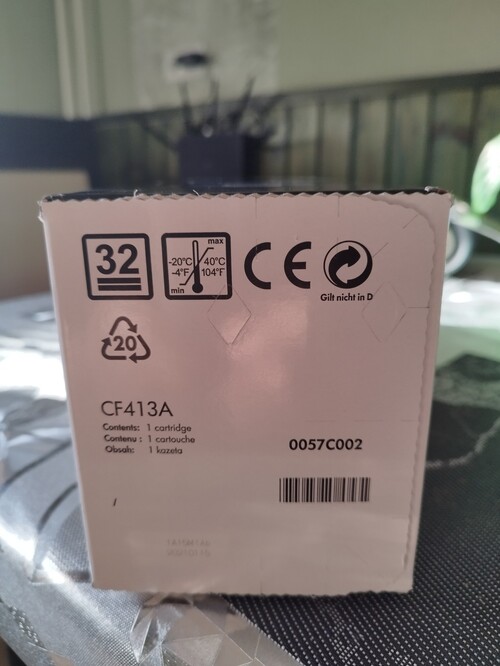 32
max
-20°C 40°C
-4°F 104°F
min
CE
Gilt nicht in D
20
CF413A
Contents: 1 cartridge
Contenu : 1 cartouche
Obsah: 1 kazeta
0057C002